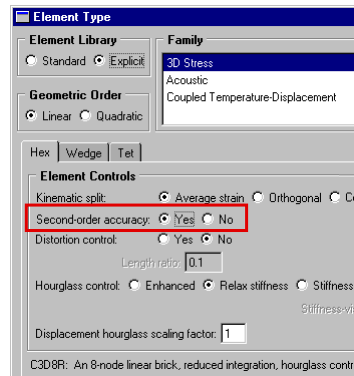 Element Type
Element Library
Family
Standard Explicit
3D Stress
Acoustic
Coupled Temperature-Displacement
Geometric Order
Linear Quadratic
Hex Wedge Tet
Element Controls
Kinematic split: Average strain Orthogonal
Second-order accuracy: Yes No
Distortion control: Yes No
Length ratio: 0.1
Hourglass control: Enhanced Relax stiffness Stiffness
Displacement hourglass scaling factor: 1
C3D8R: An 8-node linear brick, reduced integration, hourglass contr